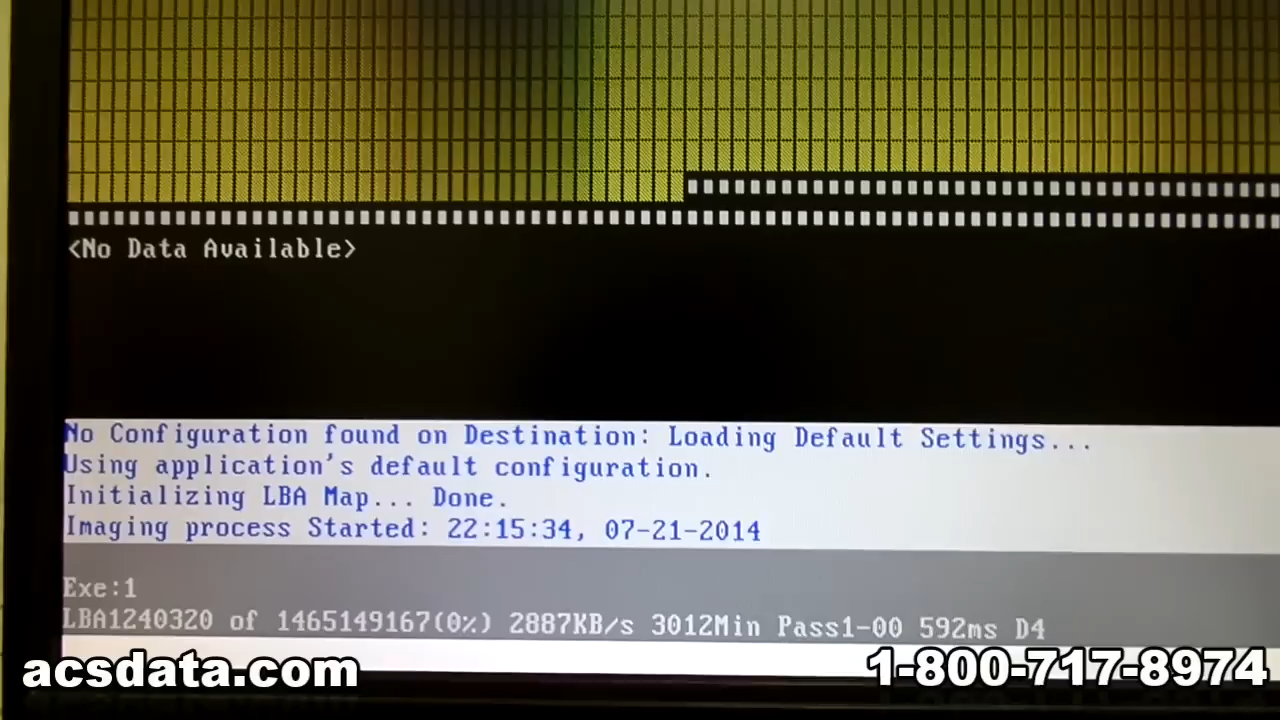 <No Data Available>
No Configuration found on Destination: Loading Default Settings...
Using application's default configuration.
Initializing LBA Map... Done.
Imaging process Started: 22:15:34, 07-21-2014
Exe:1
LBA1240320 of 1465149167(0%) 2887KB/s 3012Min Pass1-00 592ms D4
acsdata.com
1-800-717-8974